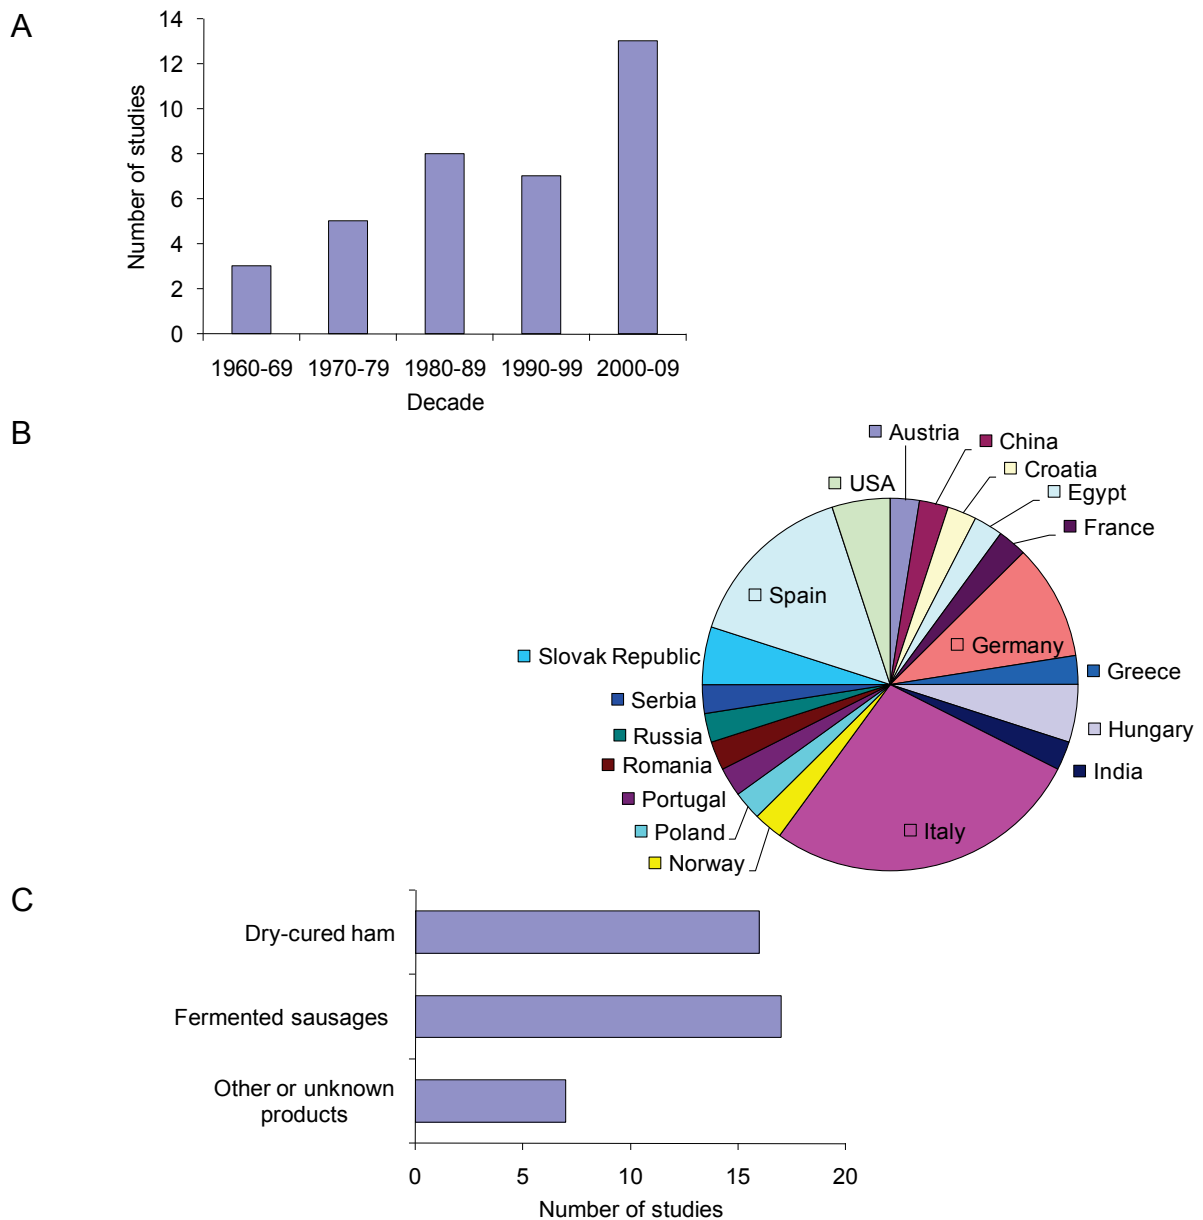 A
14
12
10
8
6
4
2
0
Number of studies
1960-69 1970-79 1980-89 1990-99 2000-09
Decade
B
Austria
China
Croatia
Egypt
France
USA
Spain
Germany
Greece
Hungary
India
Italy
Slovak Republic
Serbia
Russia
Romania
Portugal
Poland
Norway
C
Dry-cured ham
Fermented sausages
Other or unknown
products
0 5 10 15 20
Number of studies